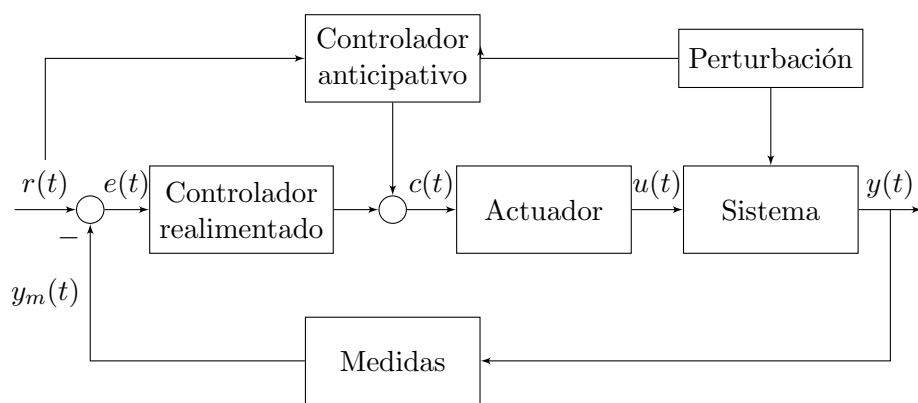 Controlador
anticipativo
Perturbación
r(t)
e(t)
Controlador
realimentado
c(t)
Actuador
u(t)
Sistema
y(t)
−
y_m(t)
Medidas